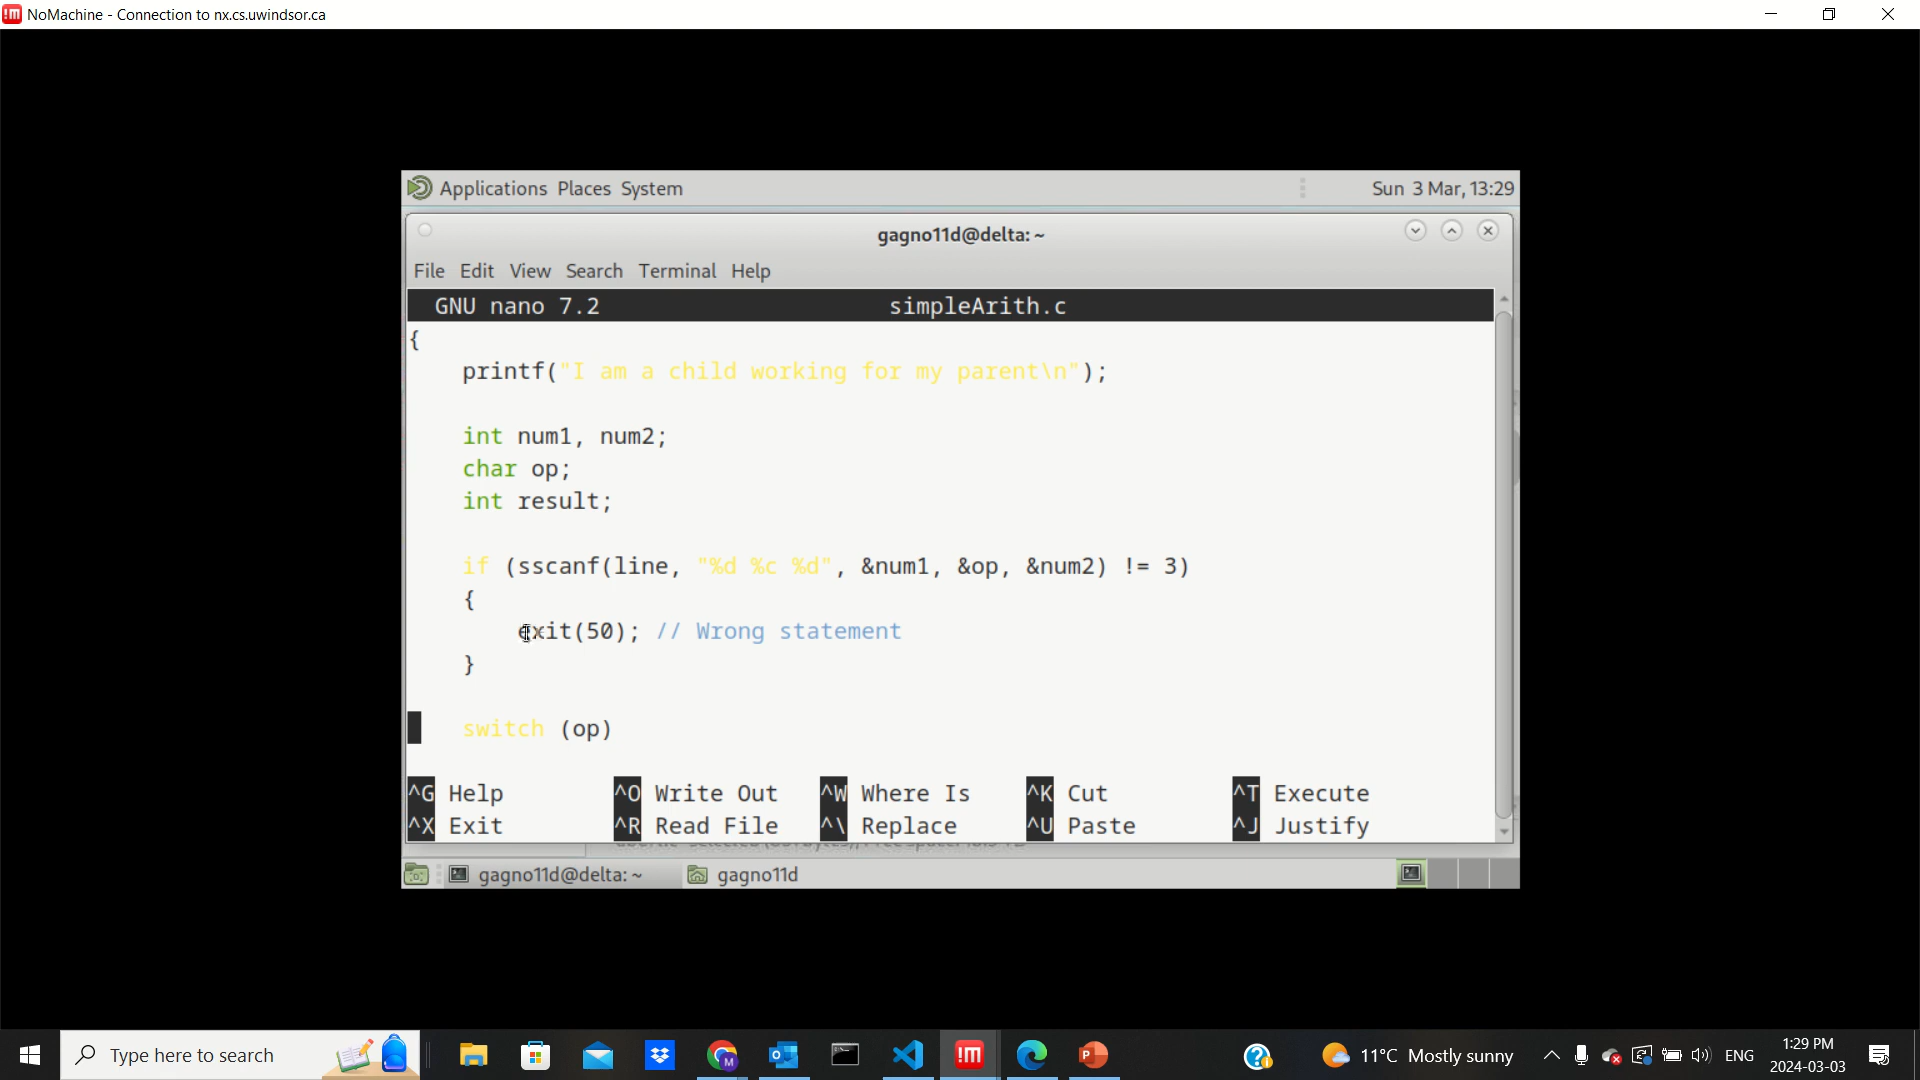 NoMachine - Connection to nx.cs.uwindsor.ca
Applications Places System Sun 3 Mar, 13:29
gagno11d@delta: ~
File Edit View Search Terminal Help
GNU nano 7.2 simpleArith.c
{
printf("I am a child working for my parent\n");
int num1, num2;
char op;
int result;
if (sscanf(line, "%d %c %d", &num1, &op, &num2) != 3)
{
exit(50); // Wrong statement
}
switch (op)
^G Help ^O Write Out ^W Where Is ^K Cut ^T Execute
^X Exit ^R Read File ^\ Replace ^U Paste ^J Justify
gagno11d@delta: ~ gagno11d
Type here to search 11°C Mostly sunny ENG 1:29 PM
2024-03-03